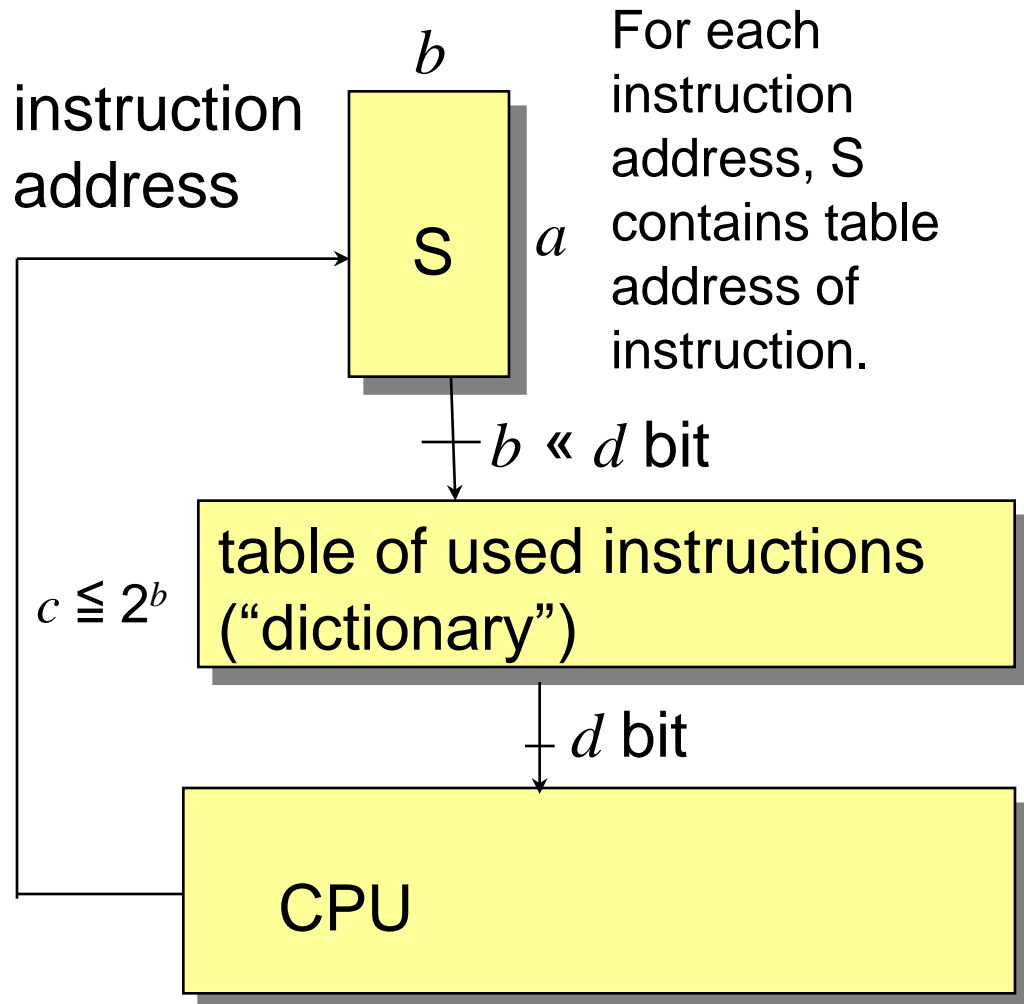 b
instruction
address
S
a
For each
instruction
address, S
contains table
address of
instruction.
b « d bit
table of used instructions
(“dictionary”)
c ≦ 2ᵇ
d bit
CPU